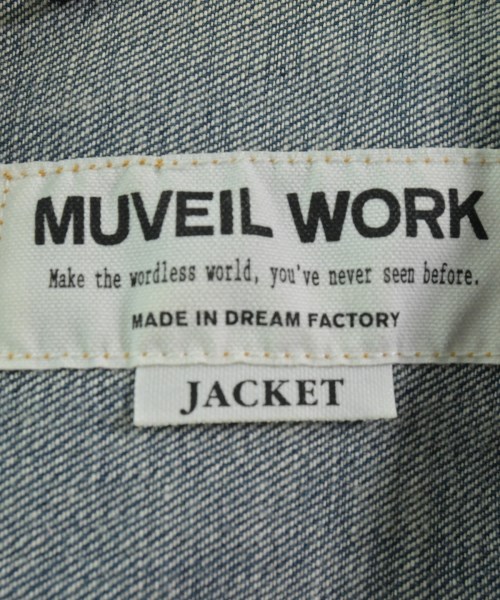 MUVEIL WORK
Make the wordless world, you've never seen before.
MADE IN DREAM FACTORY
JACKET